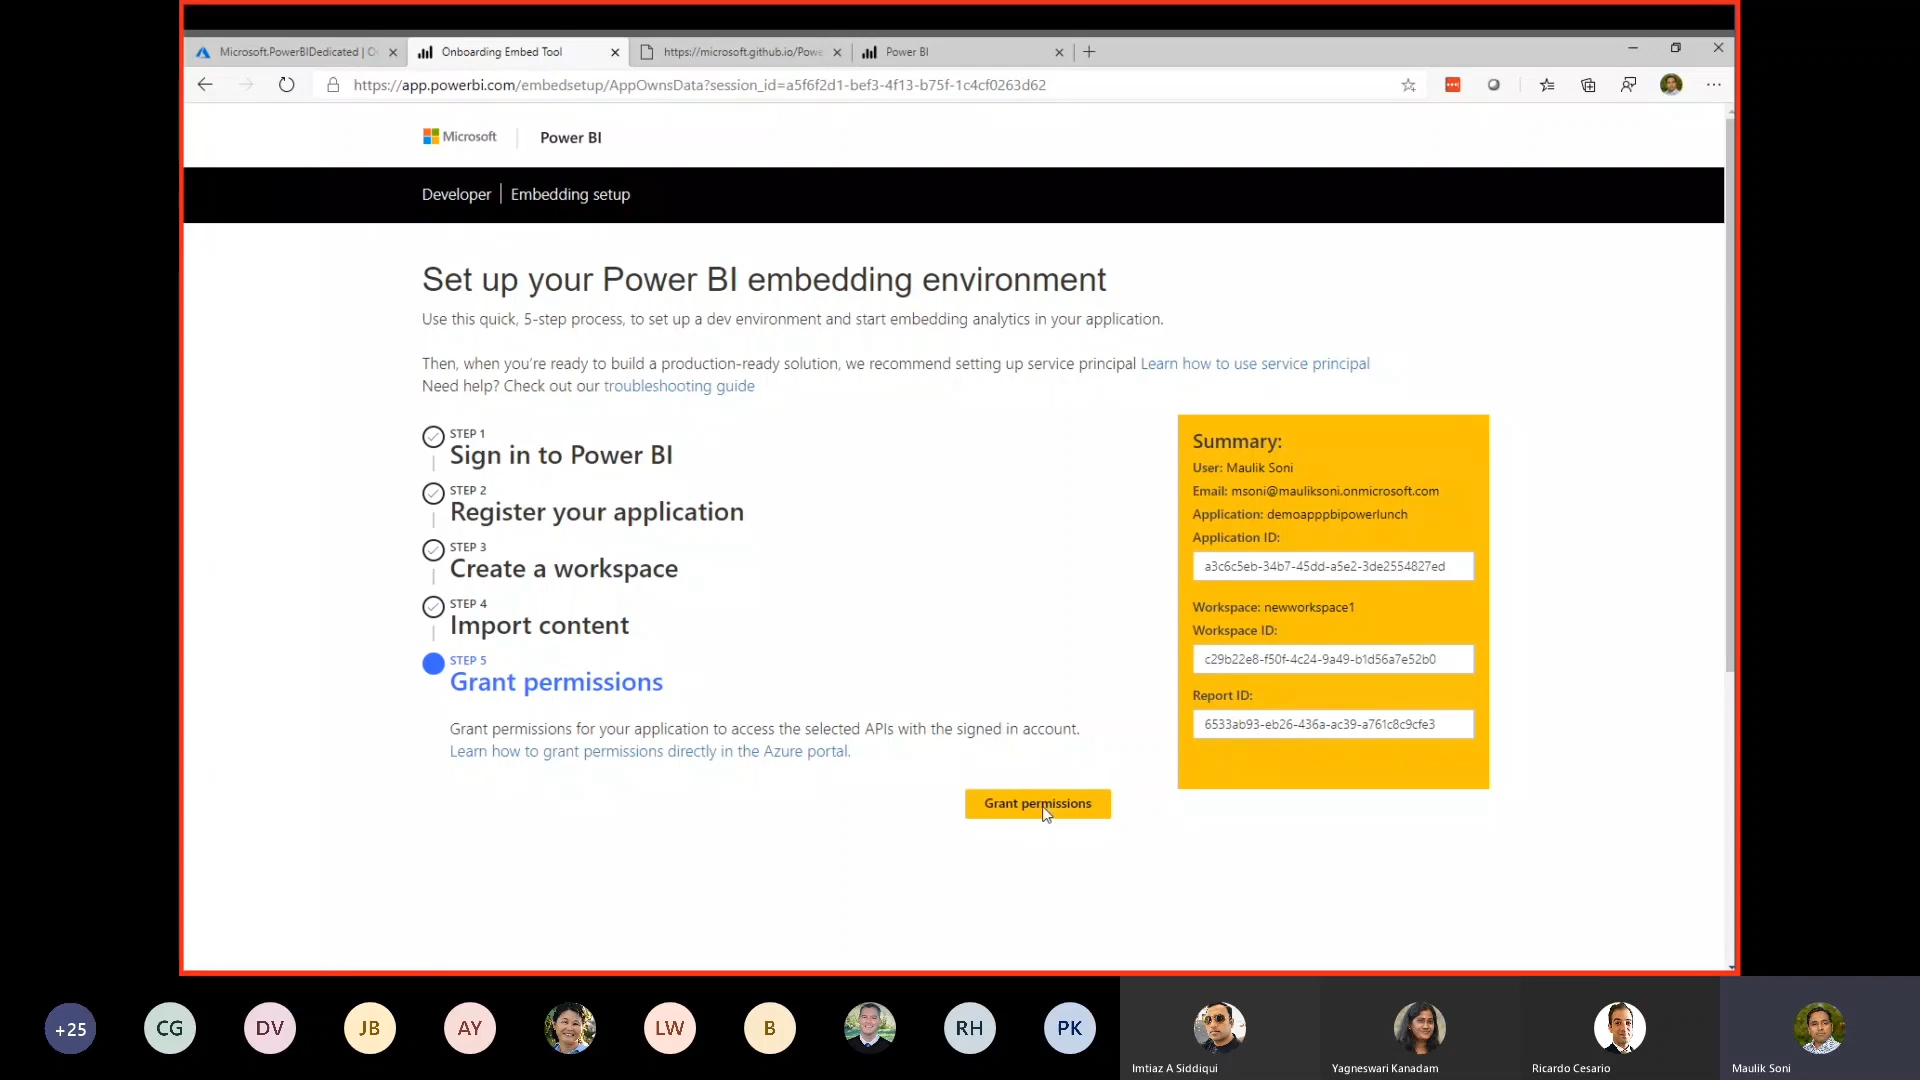 Microsoft.PowerBIDedicated | O
Onboarding Embed Tool
https://microsoft.github.io/Powe
Power BI
https://app.powerbi.com/embedsetup/AppOwnsData?session_id=a5f6f2d1-bef3-4f13-b75f-1c4cf0263d62
Microsoft
Power BI
Developer
Embedding setup
Set up your Power BI embedding environment
Use this quick, 5-step process, to set up a dev environment and start embedding analytics in your application.
Then, when you're ready to build a production-ready solution, we recommend setting up service principal Learn how to use service principal
Need help? Check out our troubleshooting guide
STEP 1
Sign in to Power BI
STEP 2
Register your application
STEP 3
Create a workspace
STEP 4
Import content
STEP 5
Grant permissions
Grant permissions for your application to access the selected APIs with the signed in account.
Learn how to grant permissions directly in the Azure portal.
Grant permissions
Summary:
User: Maulik Soni
Email: msoni@mauliksoni.onmicrosoft.com
Application: demoapppbipowerlunch
Application ID:
a3c6c5eb-34b7-45dd-a5e2-3de2554827ed
Workspace: newworkspace1
Workspace ID:
c29b22e8-f50f-4c24-9a49-b1d56a7e52b0
Report ID:
6533ab93-eb26-436a-ac39-a761c8c9cfe3
+25
CG
DV
JB
AY
LW
B
RH
PK
Imtiaz A Siddiqui
Yagneswari Kanadam
Ricardo Cesario
Maulik Soni